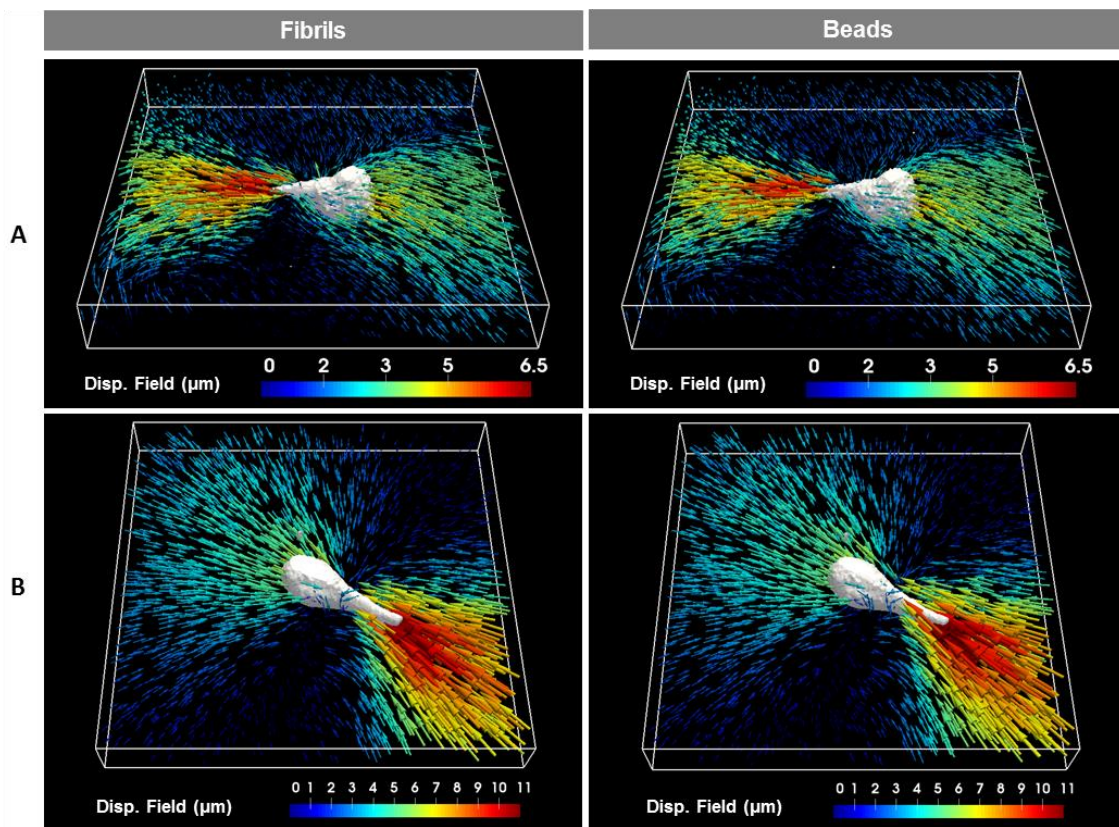 Fibrils
Beads
A
0 2 3 5 6.5
Disp. Field (µm)
0 2 3 5 6.5
Disp. Field (µm)
B
0 1 2 3 4 5 6 7 8 9 10 11
Disp. Field (µm)
0 1 2 3 4 5 6 7 8 9 10 11
Disp. Field (µm)